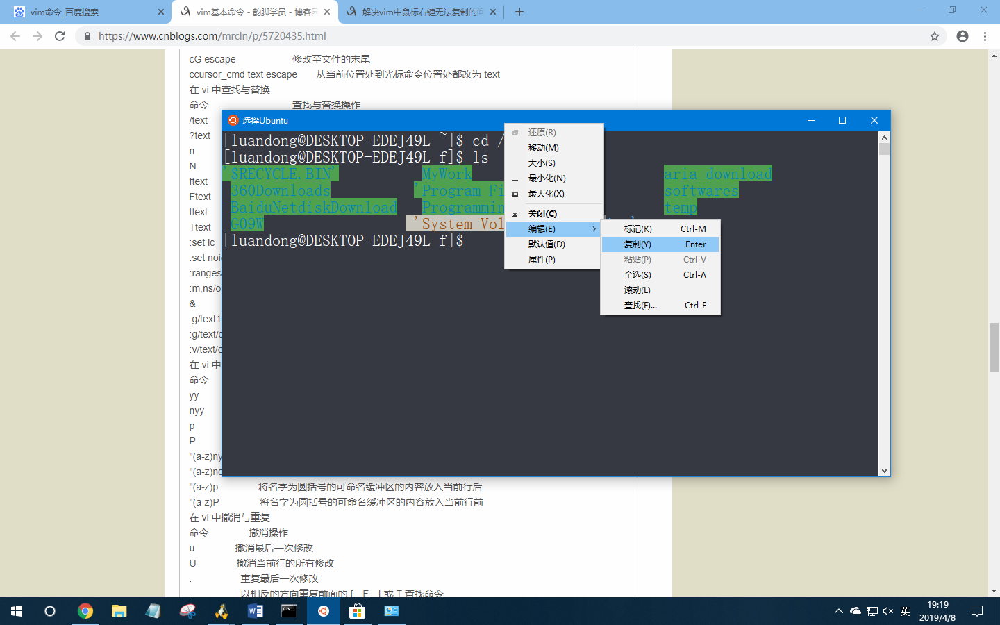 vim命令_百度搜索
vim基本命令 - 韵脚学员 - 博客园
解决vim中鼠标右键无法复制的问
https://www.cnblogs.com/mrcln/p/5720435.html
cG escape 修改至文件的末尾
ccursor_cmd text escape 从当前位置处到光标命令位置处都改为 text
在 vi 中查找与替换
命令 查找与替换操作
/text
?text
n
N
ftext
Ftext
ttext
Ttext
:set ic
:set noi
:ranges
:m,ns/o
&
:g/text1
:g/text/c
:v/text/c
在 vi 中
命令
yy
nyy
p
P
"(a-z)ny
"(a-z)nd
"(a-z)p 将名字为圆括号的可命名缓冲区的内容放入当前行后
"(a-z)P 将名字为圆括号的可命名缓冲区的内容放入当前行前
在 vi 中撤消与重复
命令 撤消操作
u 撤消最后一次修改
U 撤消当前行的所有修改
. 重复最后一次修改
, 以相反的方向重复前面的 f、F、t 或 T 查找命令
选择Ubuntu
[luandong@DESKTOP-EDEJ49L ~]$ cd /
[luandong@DESKTOP-EDEJ49L f]$ ls
'$RECYCLE.BIN' MyWork aria_download
360Downloads 'Program Fi softwares
BaiduNetdiskDownload Programmin temp
G09W 'System Vol
[luandong@DESKTOP-EDEJ49L f]$
还原(R)
移动(M)
大小(S)
最小化(N)
最大化(X)
关闭(C)
编辑(E)
默认值(D)
属性(P)
标记(K) Ctrl-M
复制(Y) Enter
粘贴(P) Ctrl-V
全选(S) Ctrl-A
滚动(L)
查找(F)... Ctrl-F
英
19:19
2019/4/8